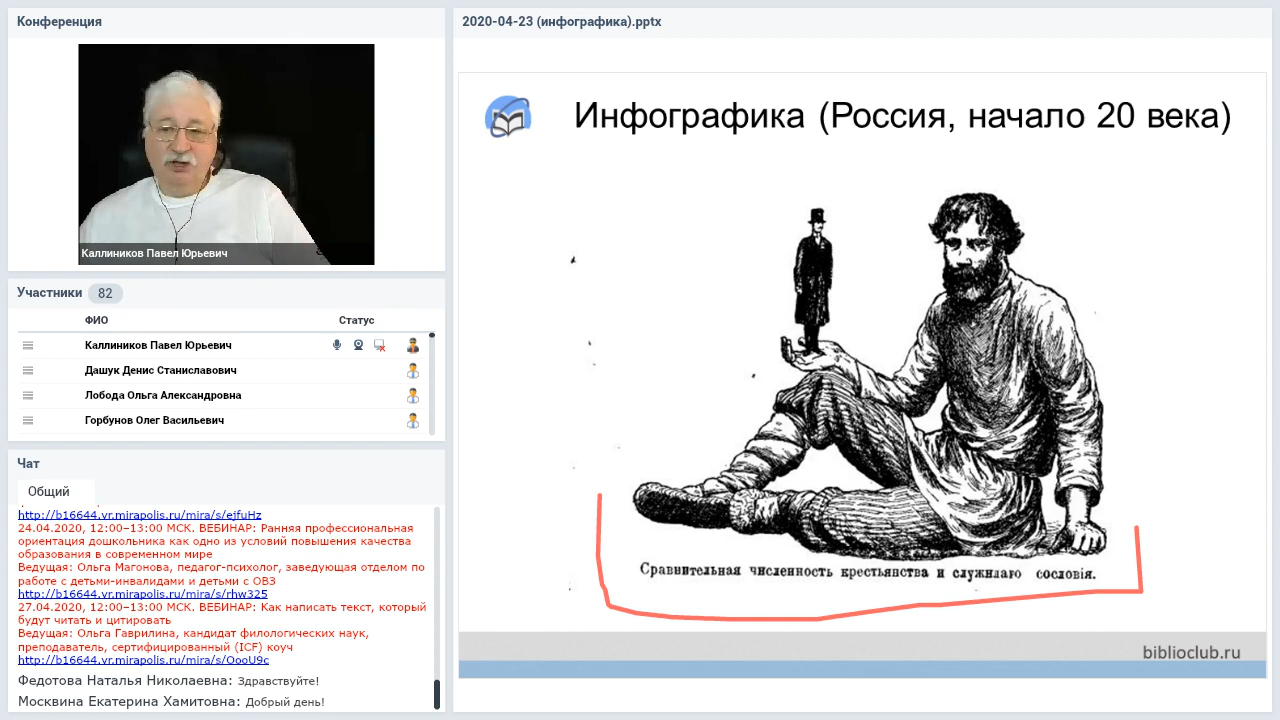 Конференция
Каллиников Павел Юрьевич
Участники 82
ФИО Статус
Каллиников Павел Юрьевич
Дашук Денис Станиславович
Лобода Ольга Александровна
Горбунов Олег Васильевич
Чат
Общий
http://b16644.vr.mirapolis.ru/mira/s/ejfuHz
24.04.2020, 12:00–13:00 МСК. ВЕБИНАР: Ранняя профессиональная
ориентация дошкольника как одно из условий повышения качества
образования в современном мире
Ведущая: Ольга Магонова, педагог-психолог, заведующая отделом по
работе с детьми-инвалидами и детьми с ОВЗ
http://b16644.vr.mirapolis.ru/mira/s/rhw325
27.04.2020, 12:00–13:00 МСК. ВЕБИНАР: Как написать текст, который
будут читать и цитировать
Ведущая: Ольга Гаврилина, кандидат филологических наук,
преподаватель, сертифицированный (ICF) коуч
http://b16644.vr.mirapolis.ru/mira/s/OooU9c
Федотова Наталья Николаевна: Здравствуйте!
Москвина Екатерина Хамитовна: Добрый день!
2020-04-23 (инфографика).pptx
Инфографика (Россия, начало 20 века)
Сравнительная численность крестьянства и служилаго сословія.
biblioclub.ru